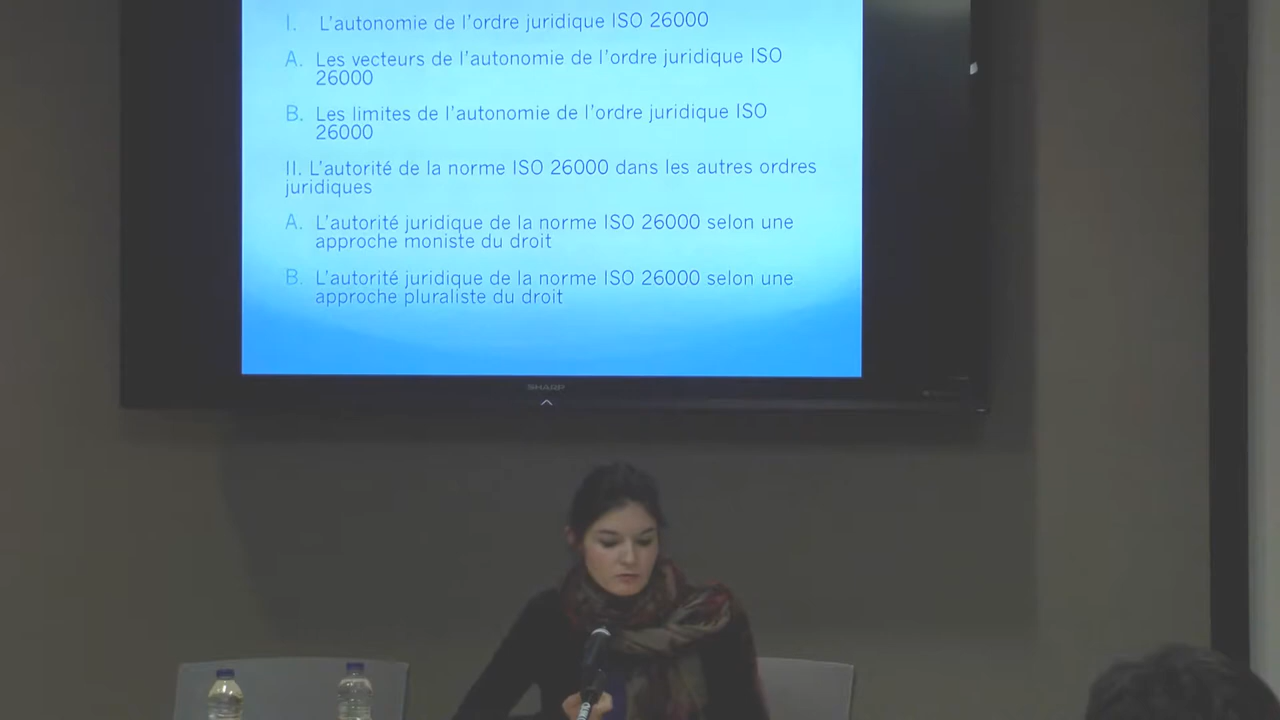 I. L'autonomie de l'ordre juridique ISO 26000
A. Les vecteurs de l'autonomie de l'ordre juridique ISO
26000
B. Les limites de l'autonomie de l'ordre juridique ISO
26000
II. L'autorité de la norme ISO 26000 dans les autres ordres
juridiques
A. L'autorité juridique de la norme ISO 26000 selon une
approche moniste du droit
B. L'autorité juridique de la norme ISO 26000 selon une
approche pluraliste du droit
SHARP